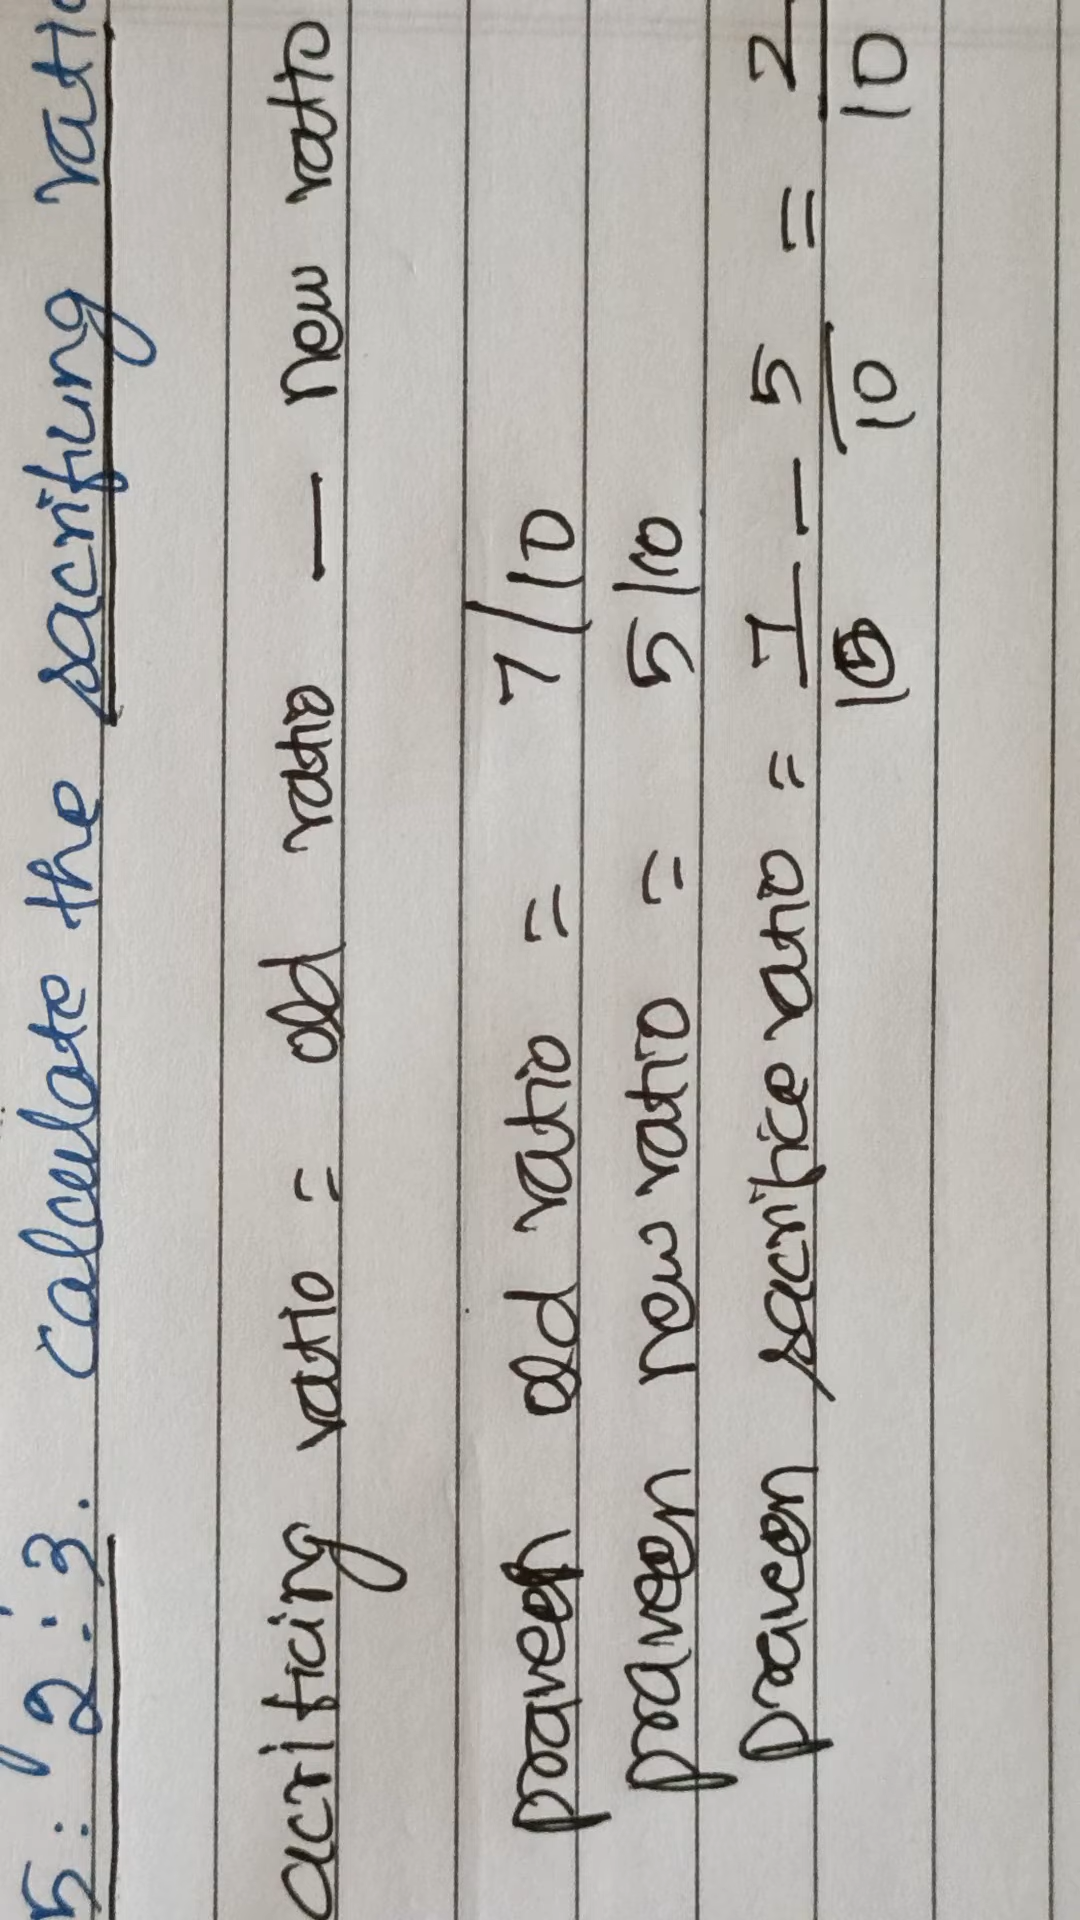 5:2:3. calculate the sacrifiung ratio
acrificing ratio = old ratio — new ratio
praveen old ratio = 7/10
praveen new ratio = 5/10
praveen sacrifice ratio = 7/10 - 5/10 = 2/10